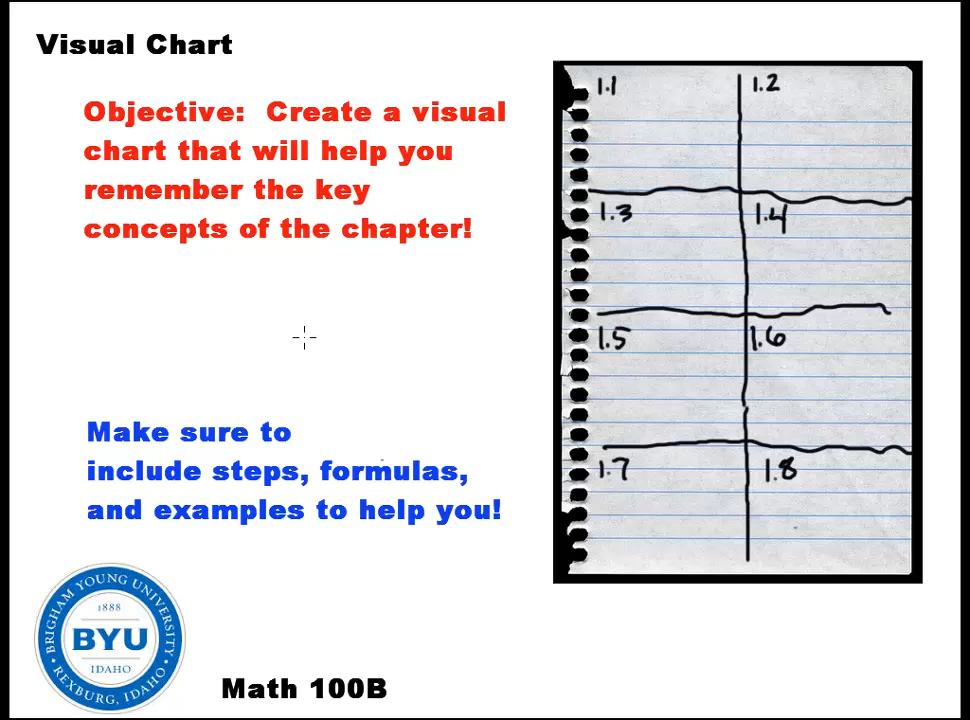 Visual Chart
Objective:  Create a visual
chart that will help you
remember the key
concepts of the chapter!
1.1
1.2
1.3
1.4
1.5
1.6
1.7
1.8
Make sure to
include steps, formulas,
and examples to help you!
BRIGHAM YOUNG UNIVERSITY
1888
BYU
IDAHO
REXBURG, IDAHO
Math 100B